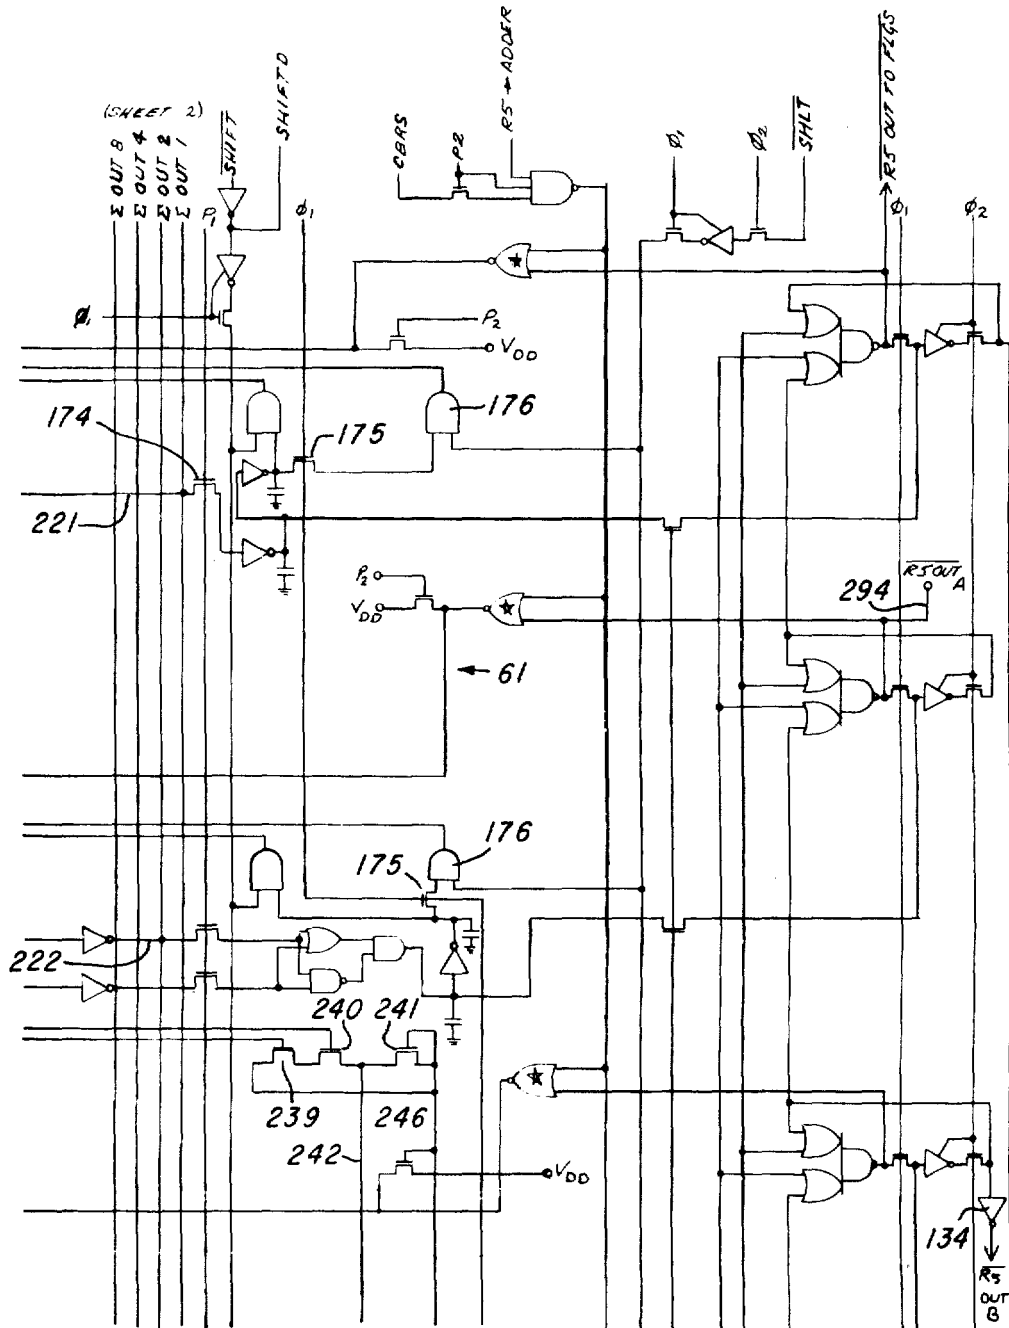 (SHEET 2)
Σ OUT 8
Σ OUT 4
Σ OUT 2
Σ OUT 1
P1
SHIFT
SHIFTD
φ1
CBRS
P2
R5 → ADDER
φ1
φ2
SHLT
R5 OUT TO FLGS
φ1
φ2
φ1
P2
VDD
174
175
176
221
P2
VDD
R5 OUT A
294
61
176
175
222
240
241
239
246
242
VDD
134
R5
OUT
B